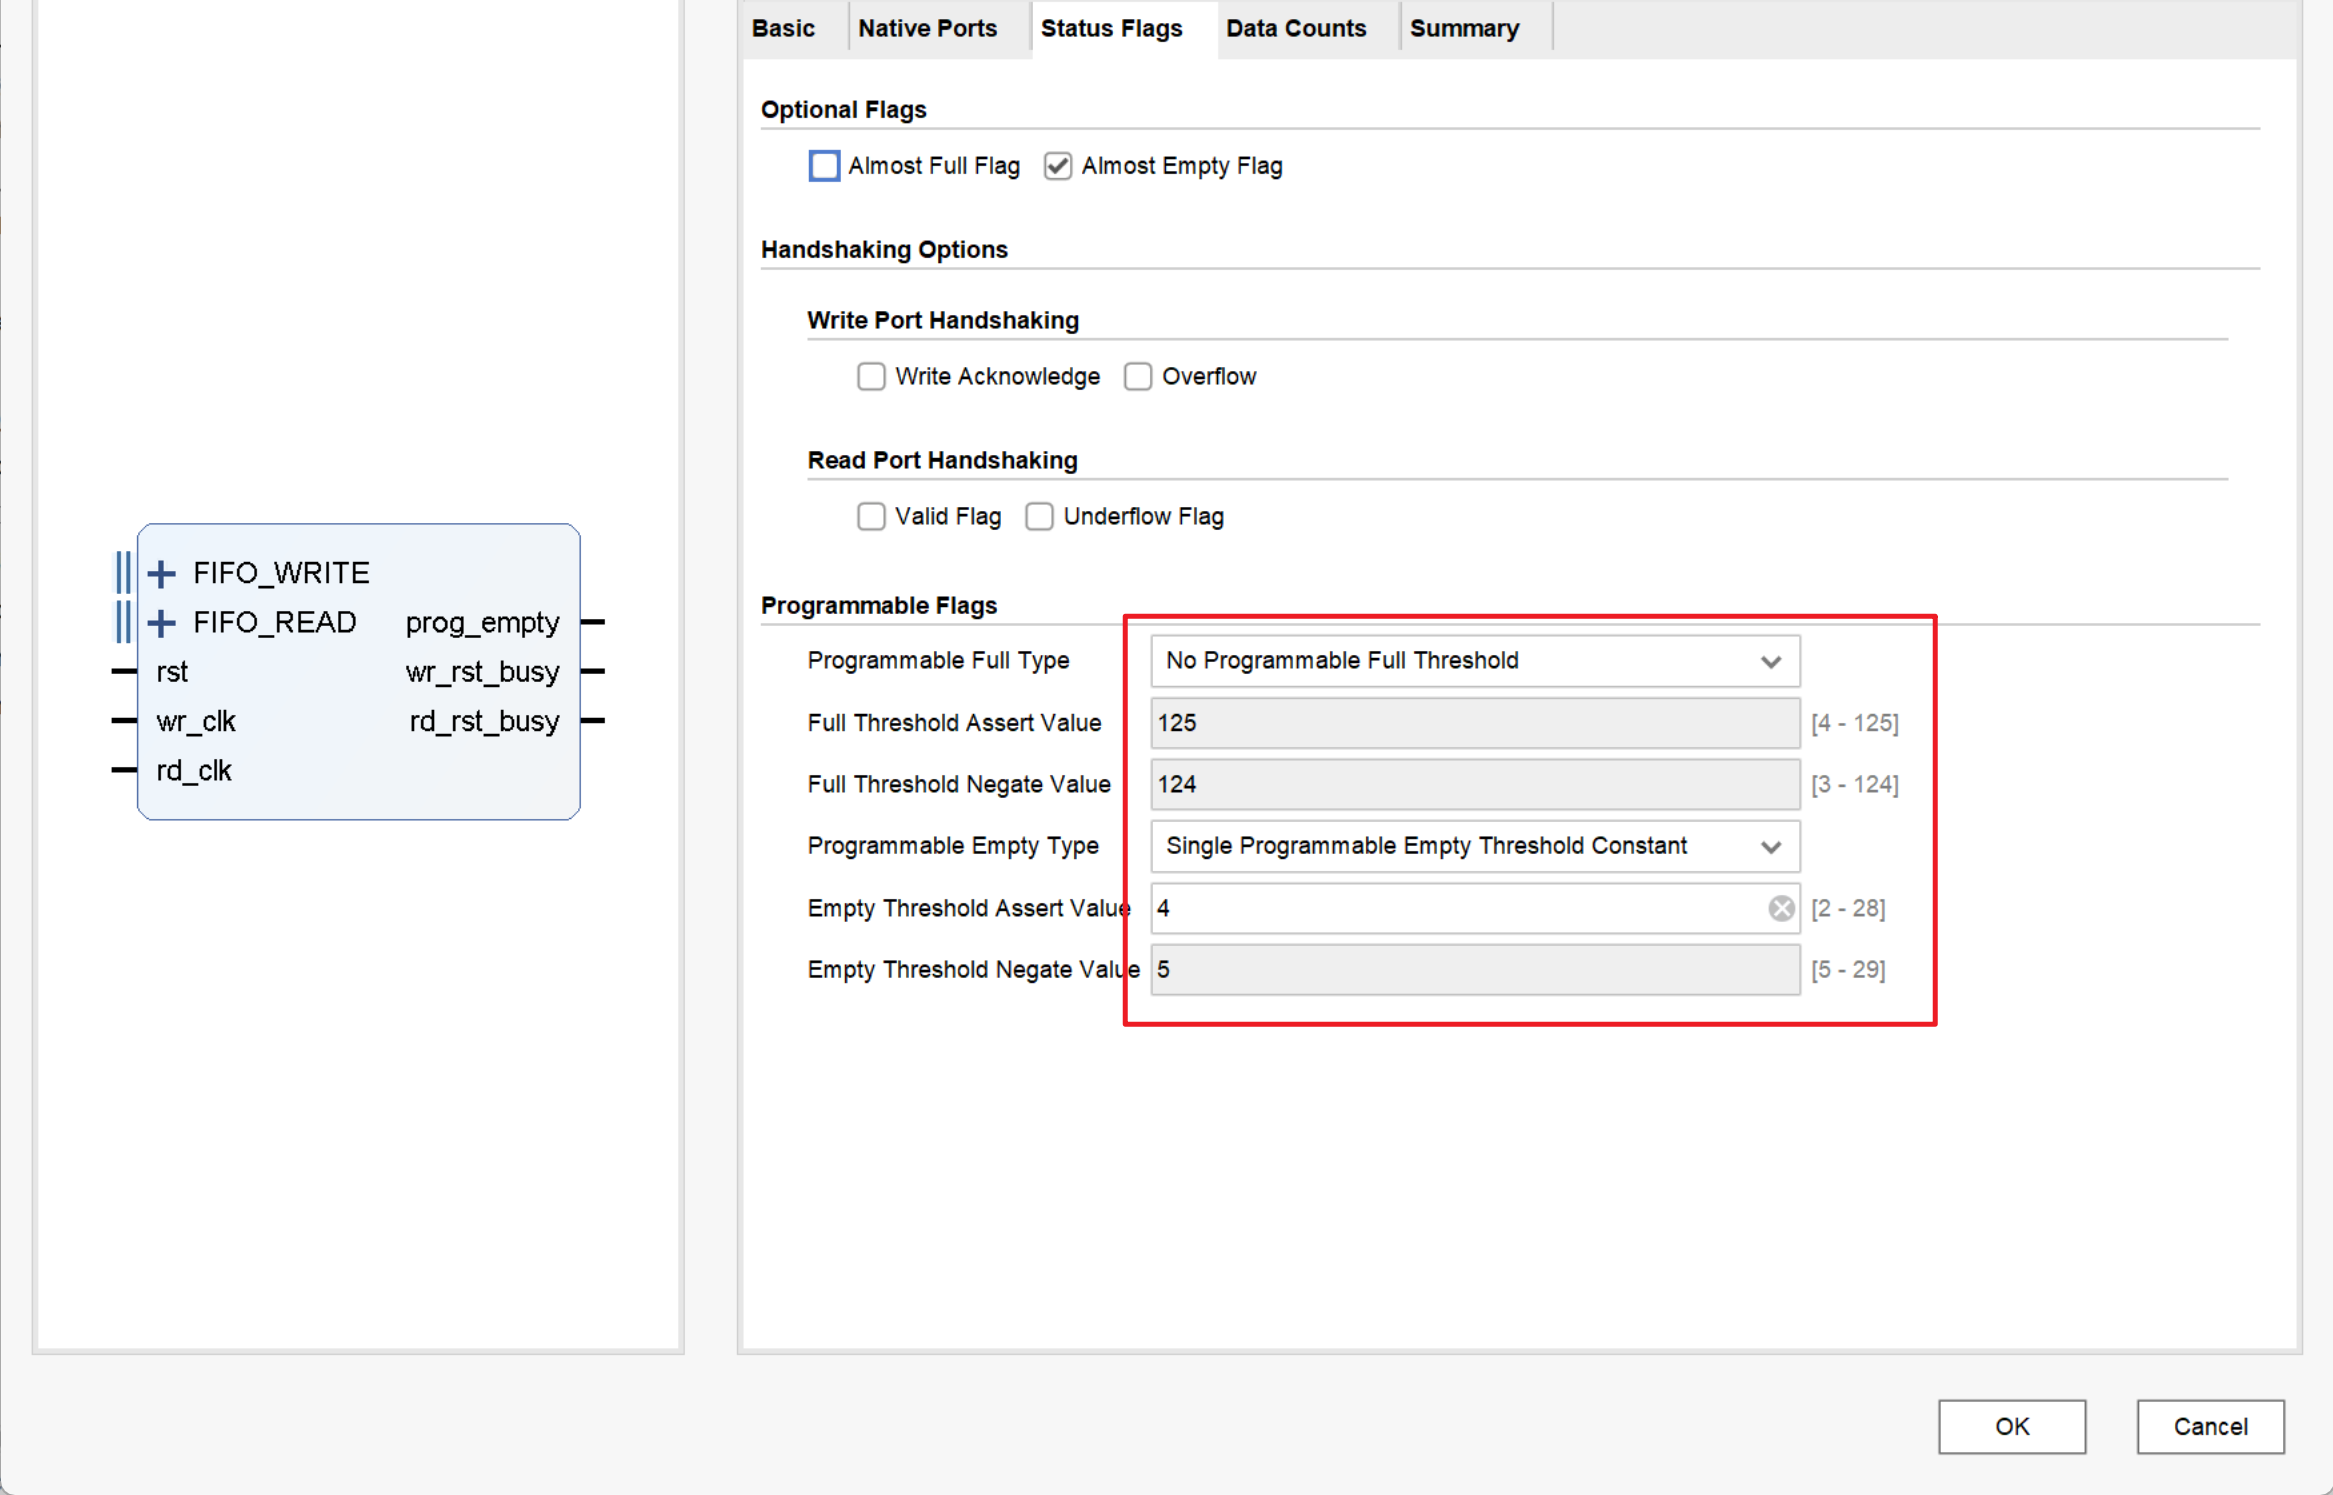 Basic Native Ports Status Flags Data Counts Summary
Optional Flags
Almost Full Flag Almost Empty Flag
Handshaking Options
Write Port Handshaking
Write Acknowledge Overflow
Read Port Handshaking
Valid Flag Underflow Flag
FIFO_WRITE
FIFO_READ prog_empty
rst wr_rst_busy
wr_clk rd_rst_busy
rd_clk
Programmable Flags
Programmable Full Type No Programmable Full Threshold
Full Threshold Assert Value 125 [4 - 125]
Full Threshold Negate Value 124 [3 - 124]
Programmable Empty Type Single Programmable Empty Threshold Constant
Empty Threshold Assert Value 4 [2 - 28]
Empty Threshold Negate Value 5 [5 - 29]
OK Cancel